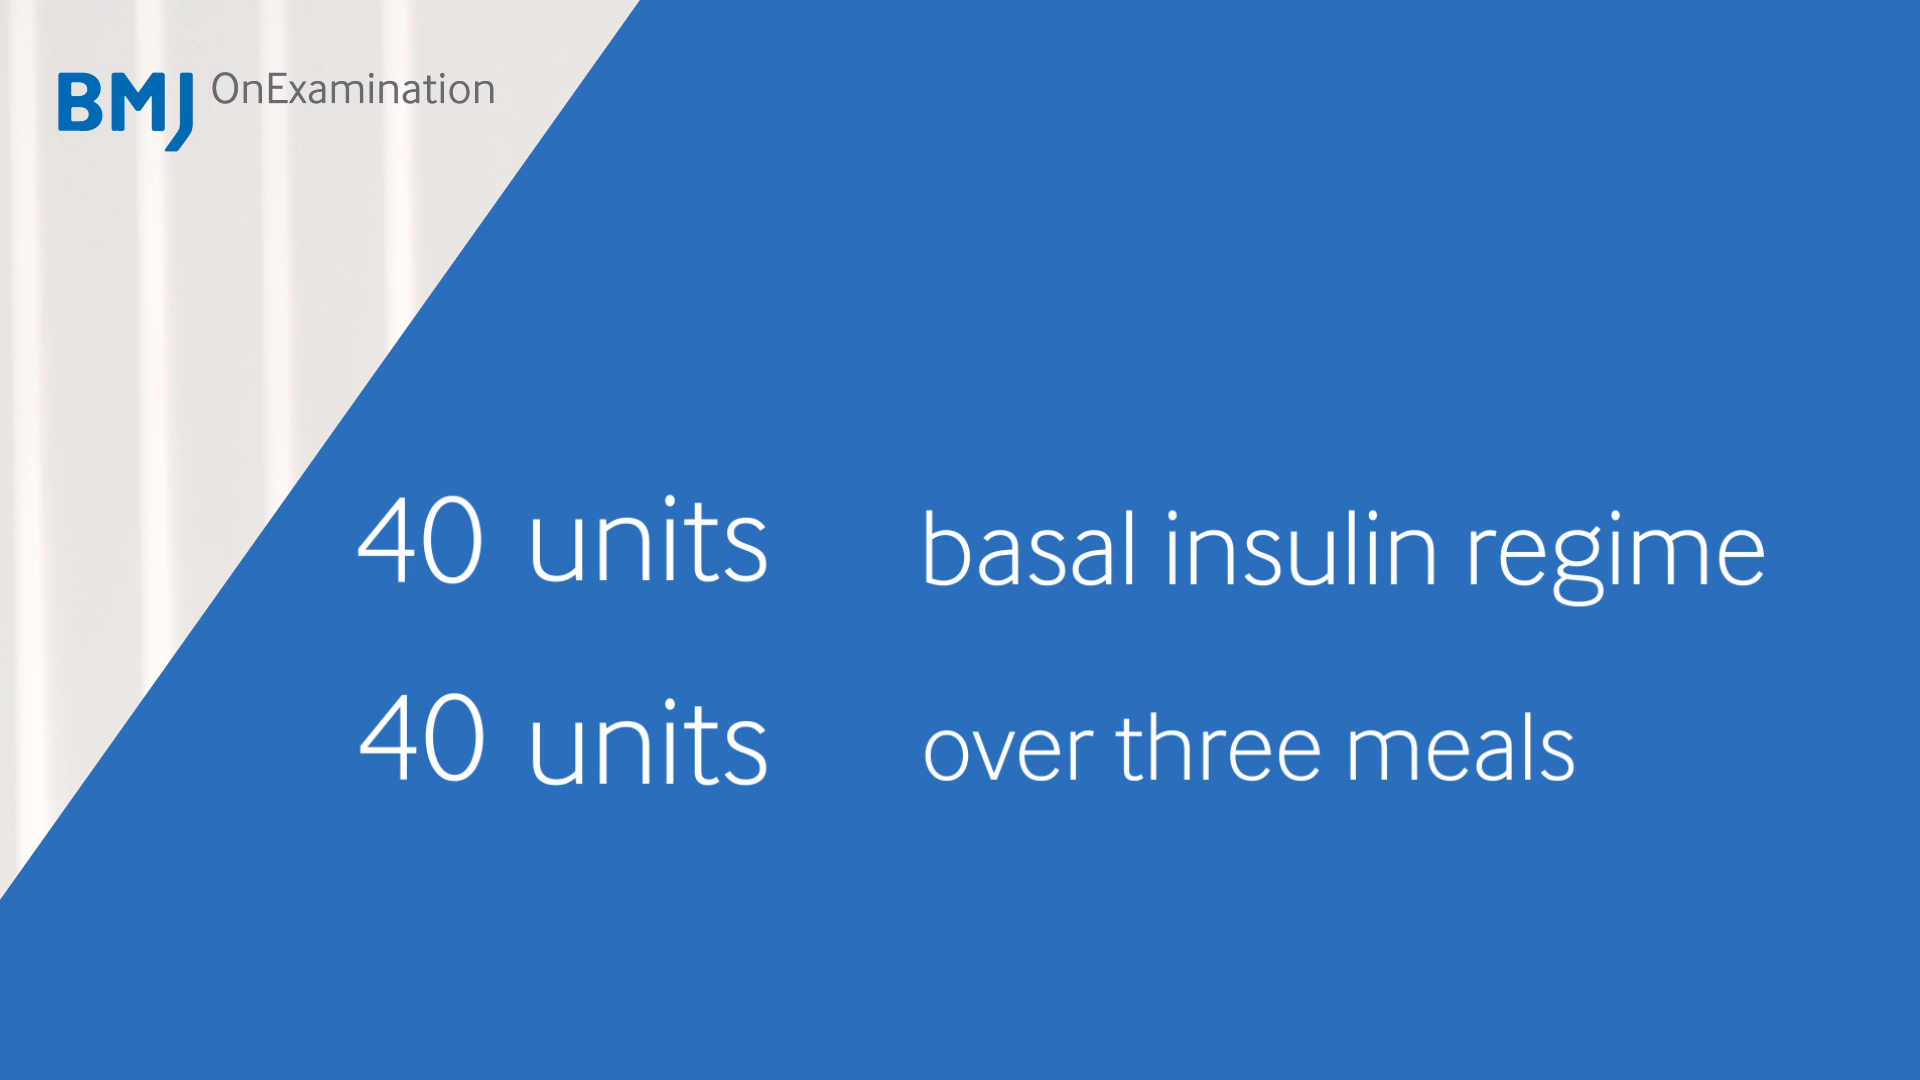 BMJ OnExamination
40 units basal insulin regime
40 units over three meals